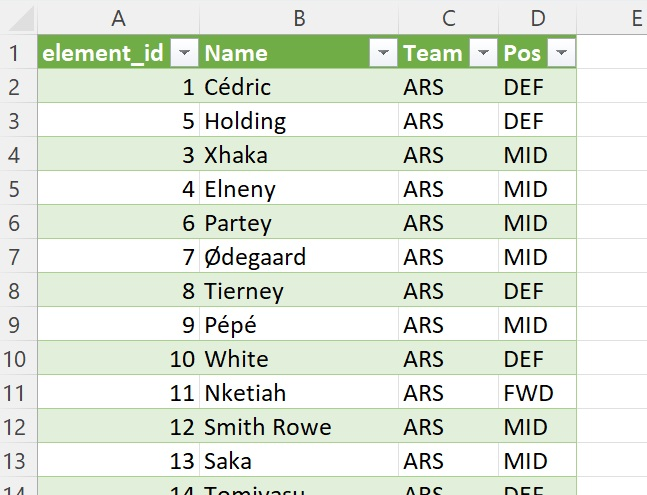 A B C D E
1 element_id Name Team Pos
2 1 Cédric ARS DEF
3 5 Holding ARS DEF
4 3 Xhaka ARS MID
5 4 Elneny ARS MID
6 6 Partey ARS MID
7 7 Ødegaard ARS MID
8 8 Tierney ARS DEF
9 9 Pépé ARS MID
10 10 White ARS DEF
11 11 Nketiah ARS FWD
12 12 Smith Rowe ARS MID
13 13 Saka ARS MID
14 14 Tomiyasu ARS DEF